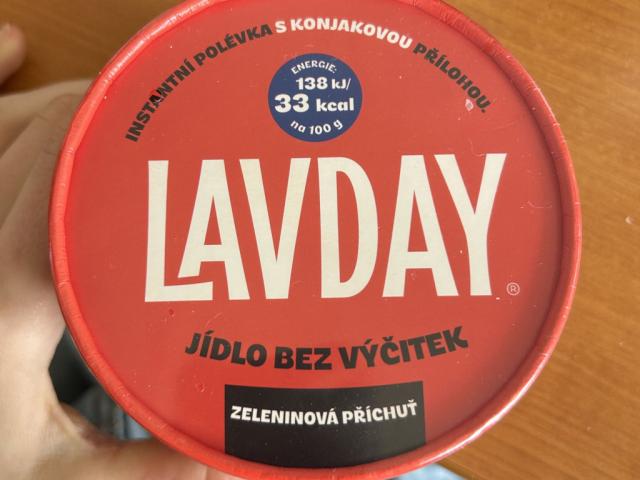 INSTANTNÍ POLÉVKA S KONJAKOVOU PŘÍLOHOU.
ENERGIE:
138 kJ/
33 kcal
na 100 g
LAVDAY®
JÍDLO BEZ VÝČITEK
ZELENINOVÁ PŘÍCHUŤ